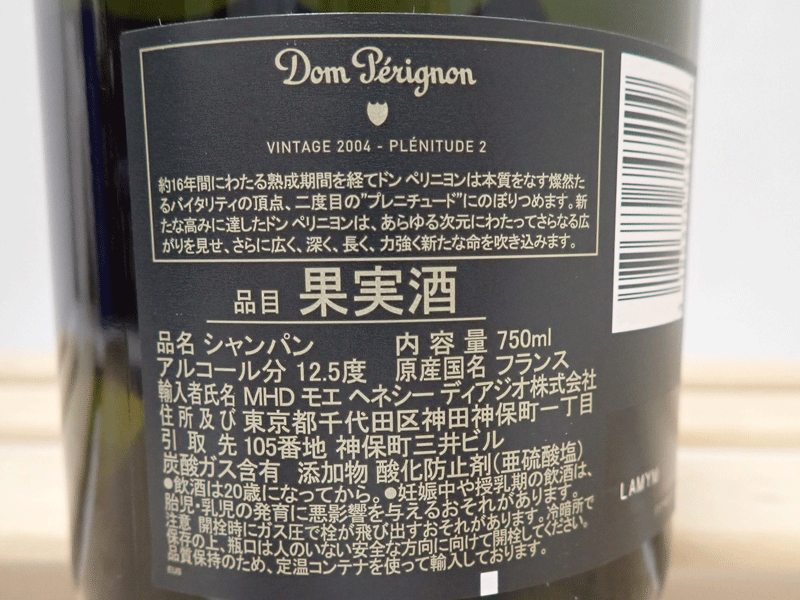 Dom Pérignon
VINTAGE 2004 - PLÉNITUDE 2
約16年間にわたる熟成期間を経てドン ペリニヨンは本質をなす燦然た
るバイタリティの頂点、二度目の"プレニチュード"にのぼりつめます。新
たな高みに達したドン ペリニヨンは、あらゆる次元にわたってさらなる広
がりを見せ、さらに広く、深く、長く、力強く新たな命を吹き込みます。
品目 果実酒
品名 シャンパン 内容量 750ml
アルコール分 12.5度 原産国名 フランス
輸入者氏名 MHD モエ ヘネシー ディアジオ株式会社
住所及び 東京都千代田区神田神保町一丁目
引取先 105番地 神保町三井ビル
炭酸ガス含有 添加物 酸化防止剤(亜硫酸塩)
●飲酒は20歳になってから。●妊娠中や授乳期の飲酒は、
胎児・乳児の発育に悪影響を与えるおそれがあります。
注意 開栓時にガス圧で栓が飛び出すおそれがあります。冷暗所で
保存の上、瓶口は人のいない安全な方向に向けて開栓してください。
品質保持のため、定温コンテナを使って輸入しております。
LAMYM